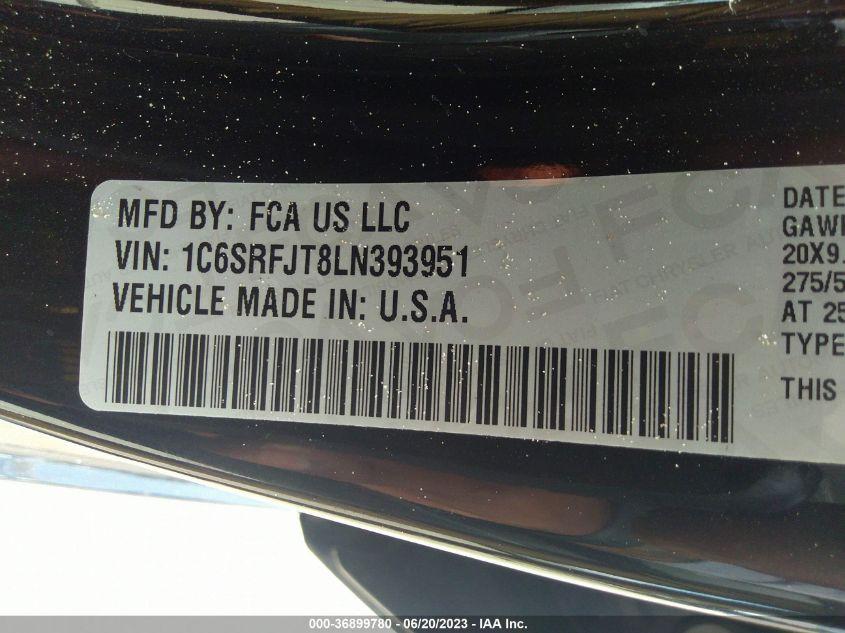 MFD BY: FCA US LLC
VIN: 1C6SRFJT8LN393951
VEHICLE MADE IN: U.S.A.
DATE
GAWR
20X9.
275/5
AT 25
TYPE
THIS
000-36899780 - 06/20/2023 - IAA Inc.